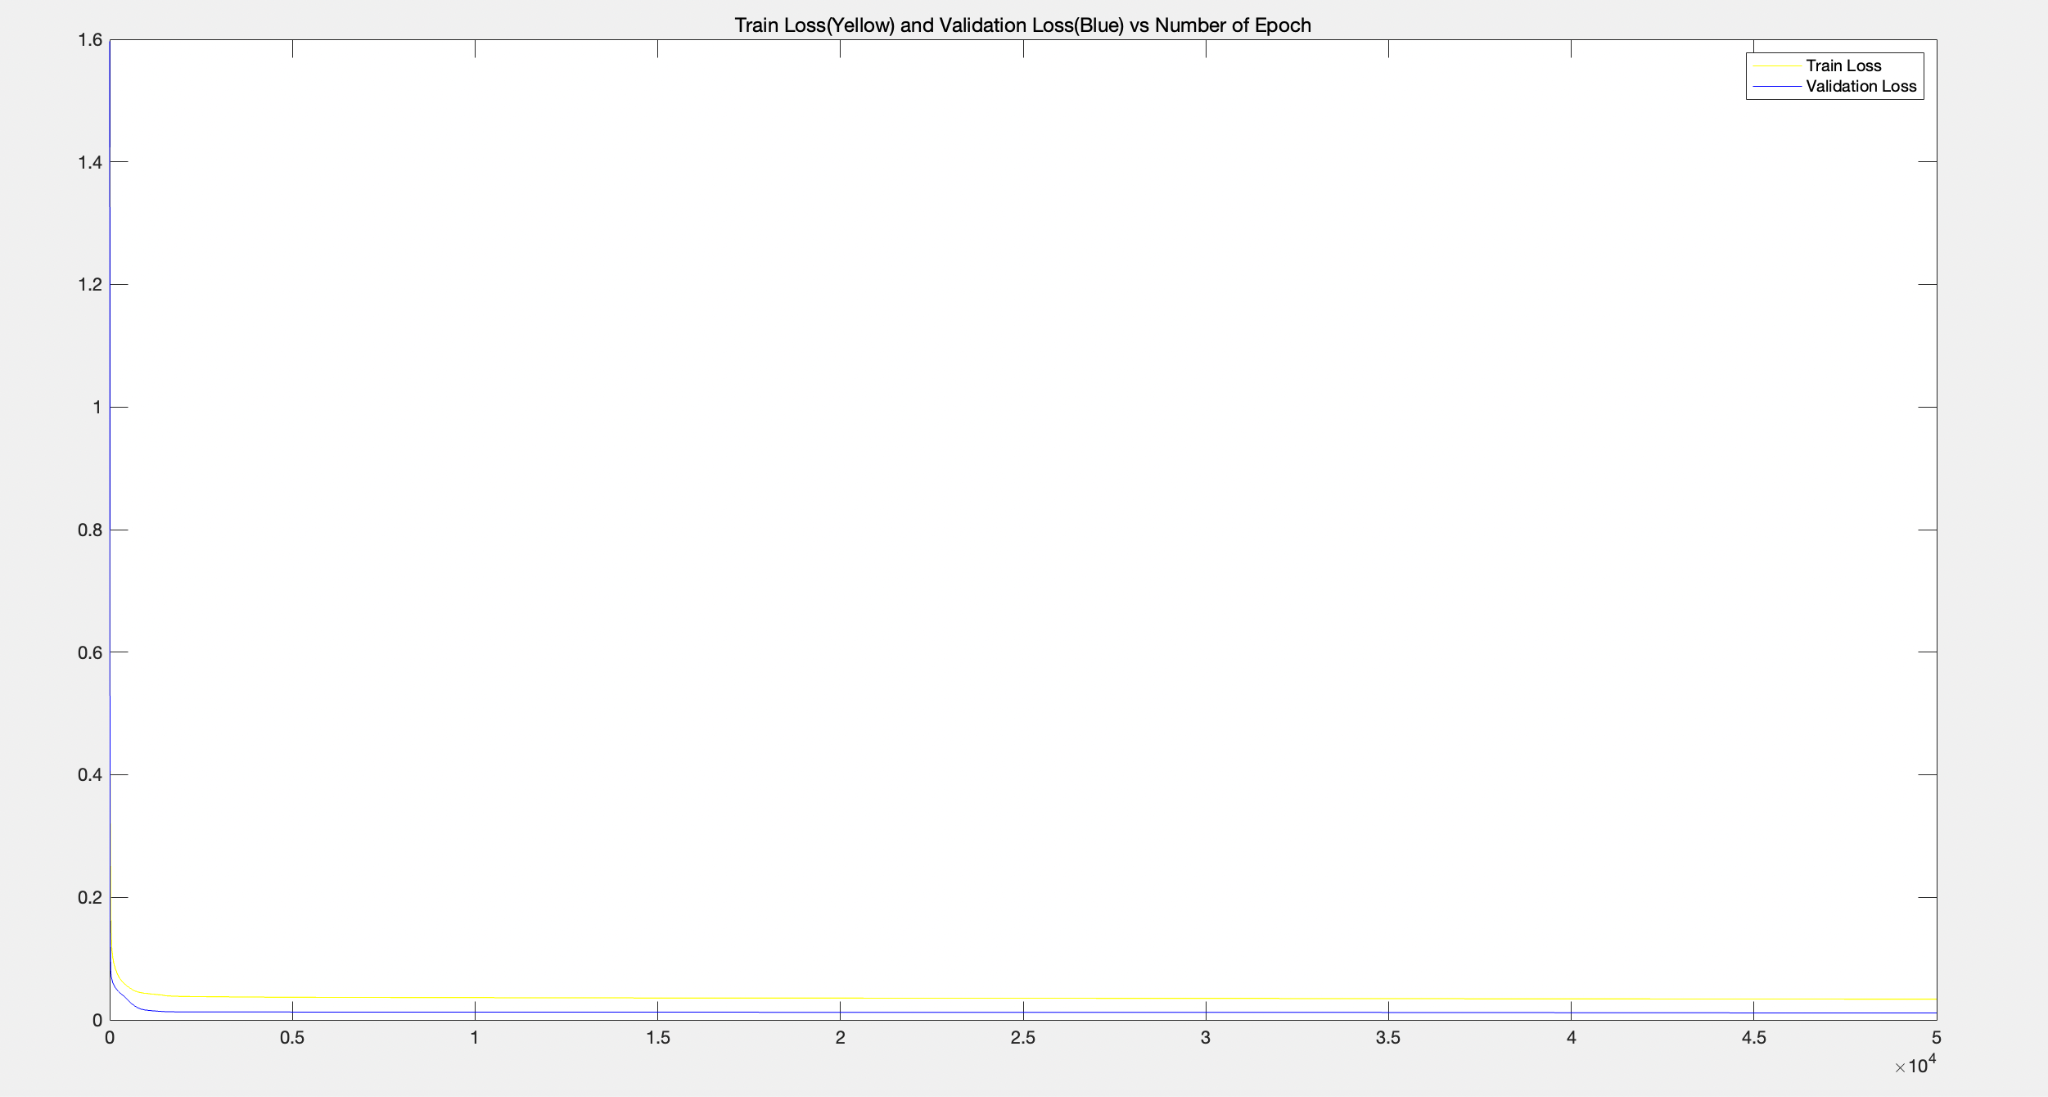 Train Loss(Yellow) and Validation Loss(Blue) vs Number of Epoch
Train Loss
Validation Loss
1.6
1.4
1.2
1
0.8
0.6
0.4
0.2
0
0 0.5 1 1.5 2 2.5 3 3.5 4 4.5 5
×10⁴